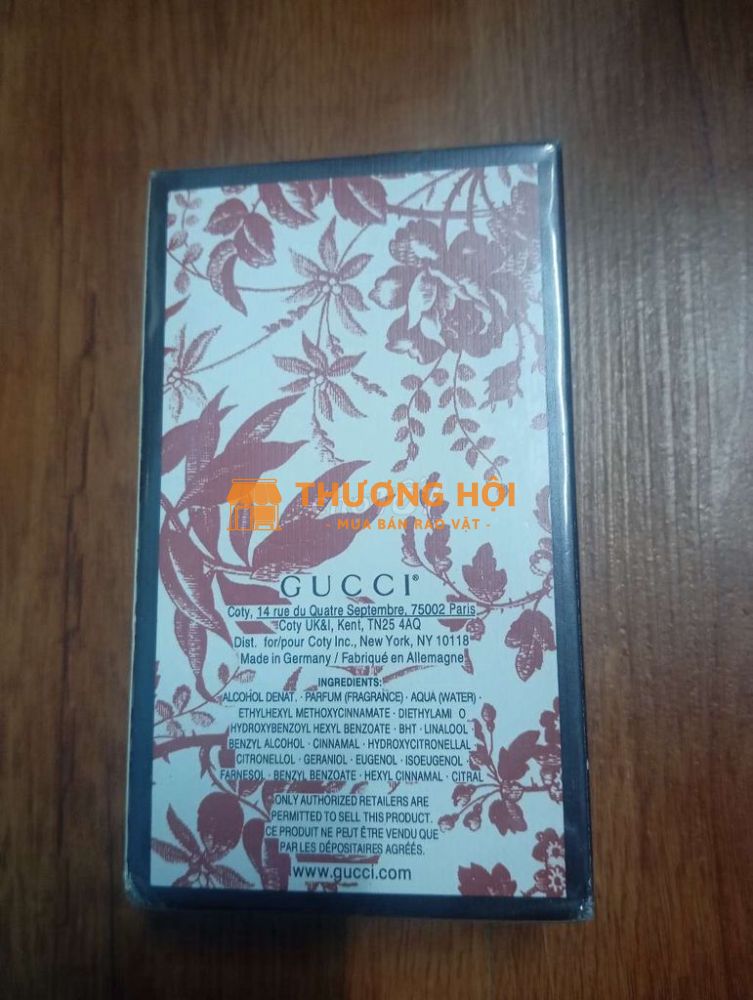 THƯƠNG HỘI
- MUA BÁN RAO VẶT -
GUCCI®
Coty, 14 rue du Quatre Septembre, 75002 Paris
Coty UK&I, Kent, TN25 4AQ
Dist. for/pour Coty Inc., New York, NY 10118
Made in Germany / Fabriqué en Allemagne
INGREDIENTS:
ALCOHOL DENAT. · PARFUM (FRAGRANCE) · AQUA (WATER) ·
ETHYLHEXYL METHOXYCINNAMATE · DIETHYLAMI O
HYDROXYBENZOYL HEXYL BENZOATE · BHT · LINALOOL ·
BENZYL ALCOHOL · CINNAMAL · HYDROXYCITRONELLAL
CITRONELLOL · GERANIOL · EUGENOL · ISOEUGENOL ·
FARNESOL · BENZYL BENZOATE · HEXYL CINNAMAL · CITRAL
ONLY AUTHORIZED RETAILERS ARE
PERMITTED TO SELL THIS PRODUCT.
CE PRODUIT NE PEUT ÊTRE VENDU QUE
PAR LES DÉPOSITAIRES AGRÉÉS.
www.gucci.com